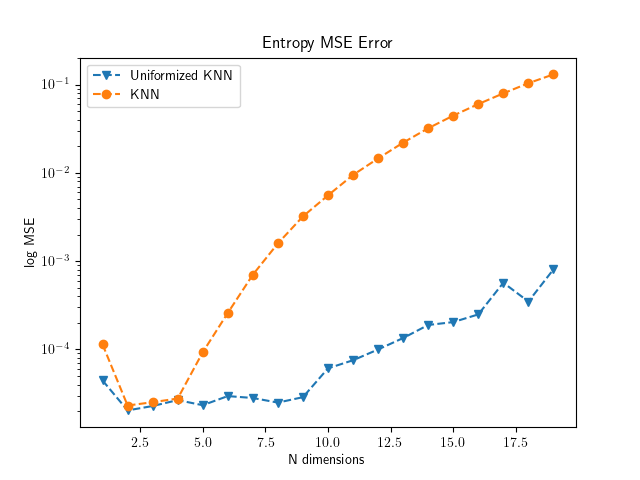 Entropy MSE Error
Uniformized KNN
KNN
log MSE
10⁻¹
10⁻²
10⁻³
10⁻⁴
2.5 5.0 7.5 10.0 12.5 15.0 17.5
N dimensions